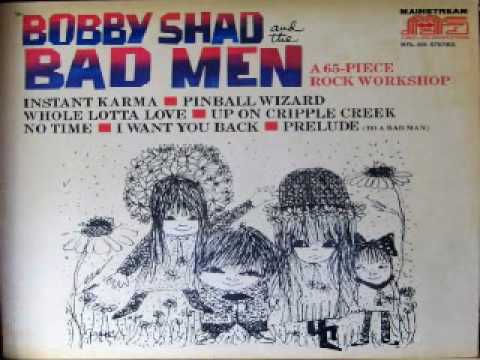 BOBBY SHAD and the
BAD MEN
MAINSTREAM
A 65-PIECE
ROCK WORKSHOP
INSTANT KARMA ■ PINBALL WIZARD
WHOLE LOTTA LOVE ■ UP ON CRIPPLE CREEK
NO TIME ■ I WANT YOU BACK ■ PRELUDE (TO A BAD MAN)